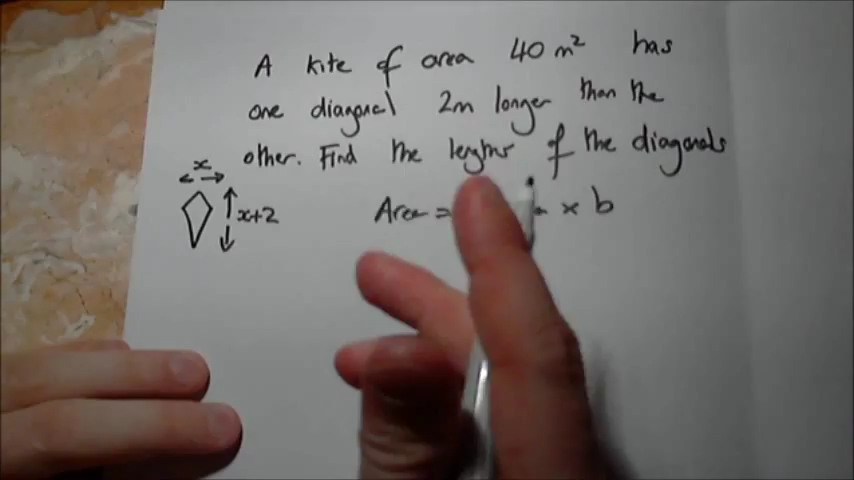 A kite of area 40 m² has
one diagonal 2m longer than the
other. Find the lengths of the diagonals
x
x+2
Area = × b